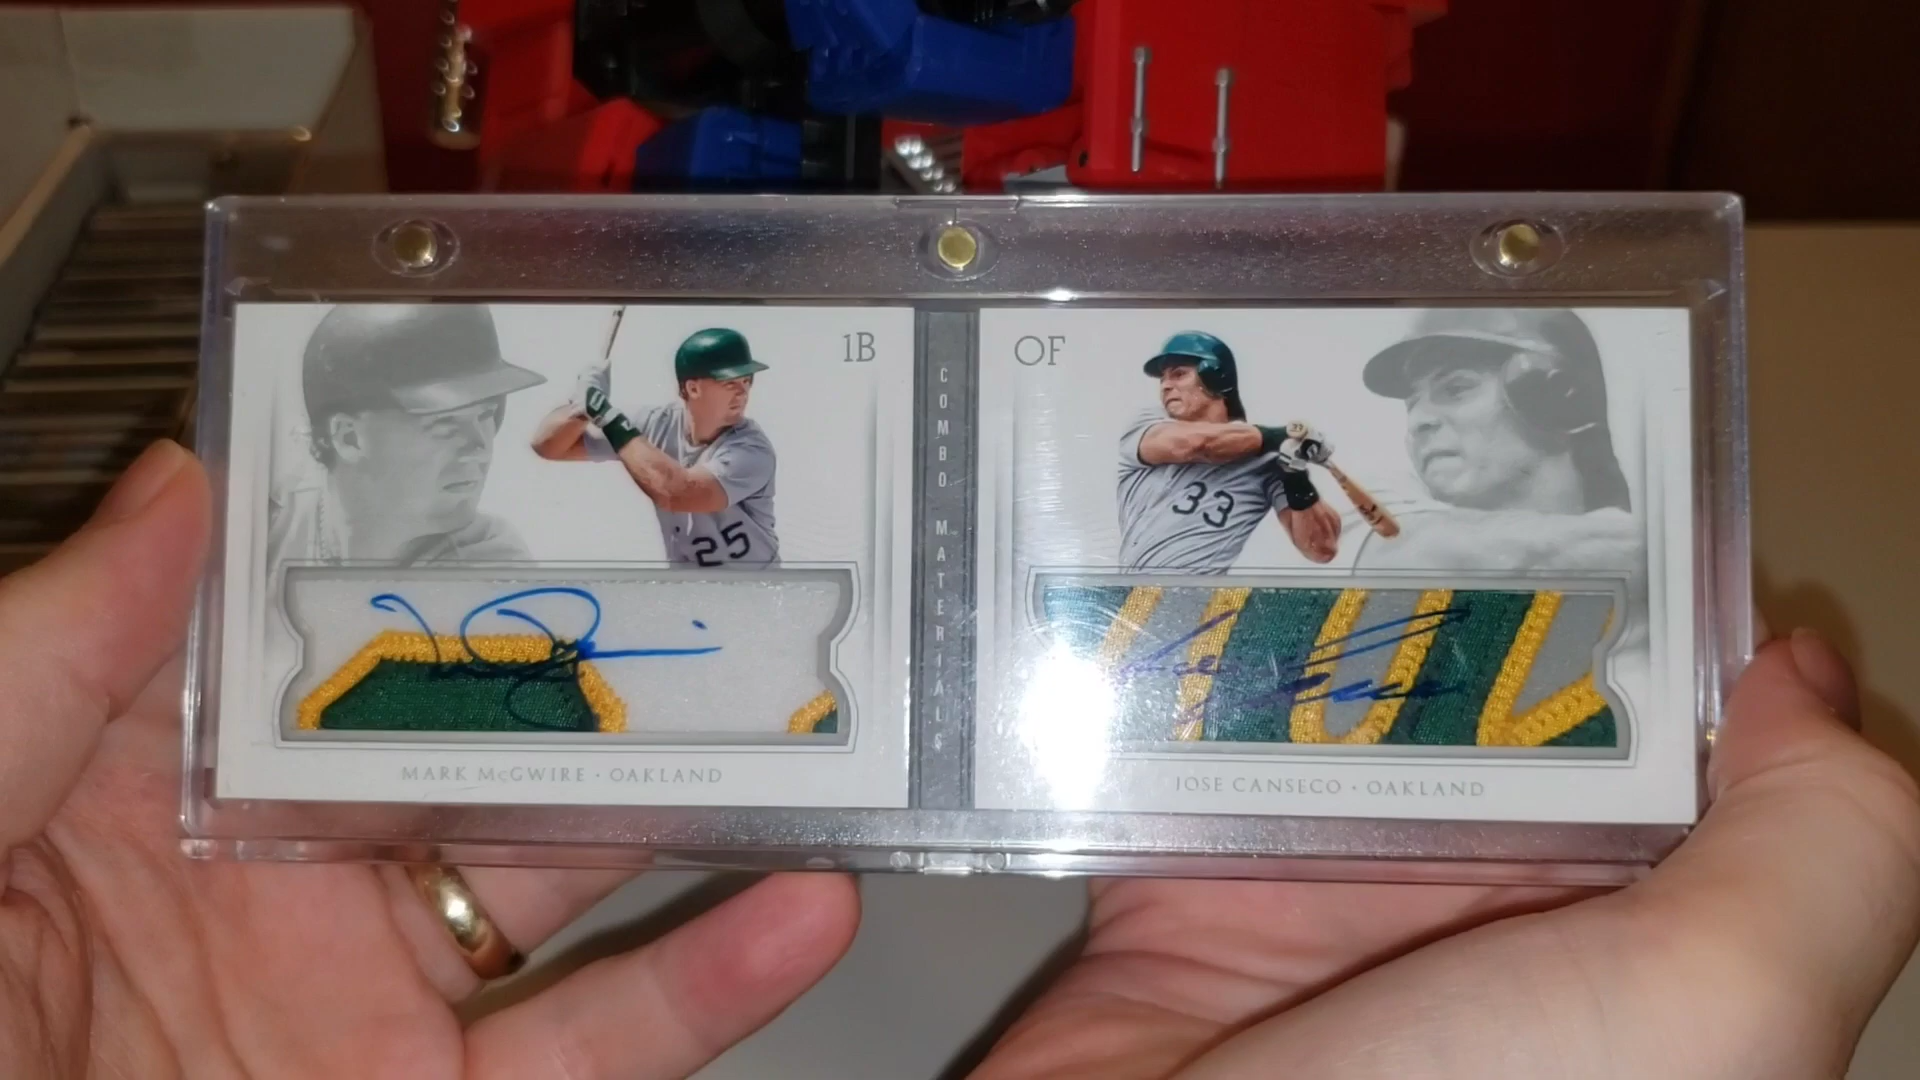 1B
25
MARK McGWIRE • OAKLAND
COMBO MATERIALS
OF
33
JOSE CANSECO • OAKLAND